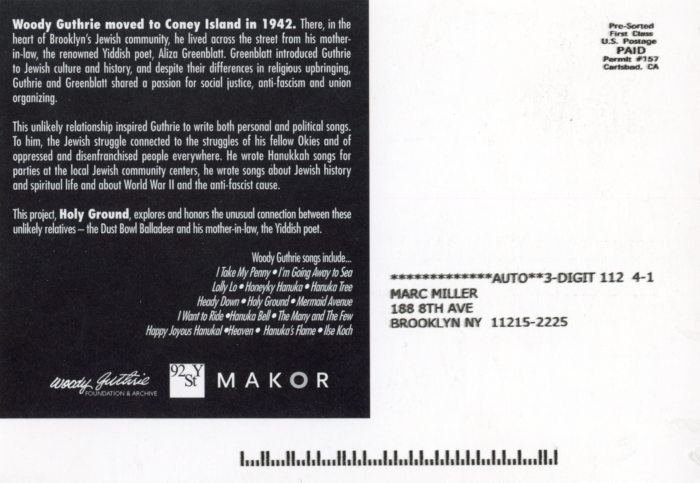 Woody Guthrie moved to Coney Island in 1942. There, in the
heart of Brooklyn's Jewish community, he lived across the street from his mother-
in-law, the renowned Yiddish poet, Aliza Greenblatt. Greenblatt introduced Guthrie
to Jewish culture and history, and despite their differences in religious upbringing,
Guthrie and Greenblatt shared a passion for social justice, anti-fascism and union
organizing.
This unlikely relationship inspired Guthrie to write both personal and political songs.
To him, the Jewish struggle connected to the struggles of his fellow Okies and of
oppressed and disenfranchised people everywhere. He wrote Hanukkah songs for
parties at the local Jewish community centers, he wrote songs about Jewish history
and spiritual life and about World War II and the anti-fascist cause.
This project, Holy Ground, explores and honors the unusual connection between these
unlikely relatives – the Dust Bowl Balladeer and his mother-in-law, the Yiddish poet.
Woody Guthrie songs include...
I Take My Penny • I'm Going Away to Sea
Lolly Lo • Honeyky Hanuka • Hanuka Tree
Heady Down • Holy Ground • Mermaid Avenue
I Want to Ride •Hanuka Bell • The Many and The Few
Happy Joyous Hanuka! •Heaven • Hanuka's Flame • Ilse Koch
Woody Guthrie
FOUNDATION & ARCHIVE
92 Y
St
MAKOR
Pre-Sorted
First Class
U.S. Postage
PAID
Permit #157
Carlsbad, CA
*************AUTO**3-DIGIT 112 4-1
MARC MILLER
188 8TH AVE
BROOKLYN NY 11215-2225